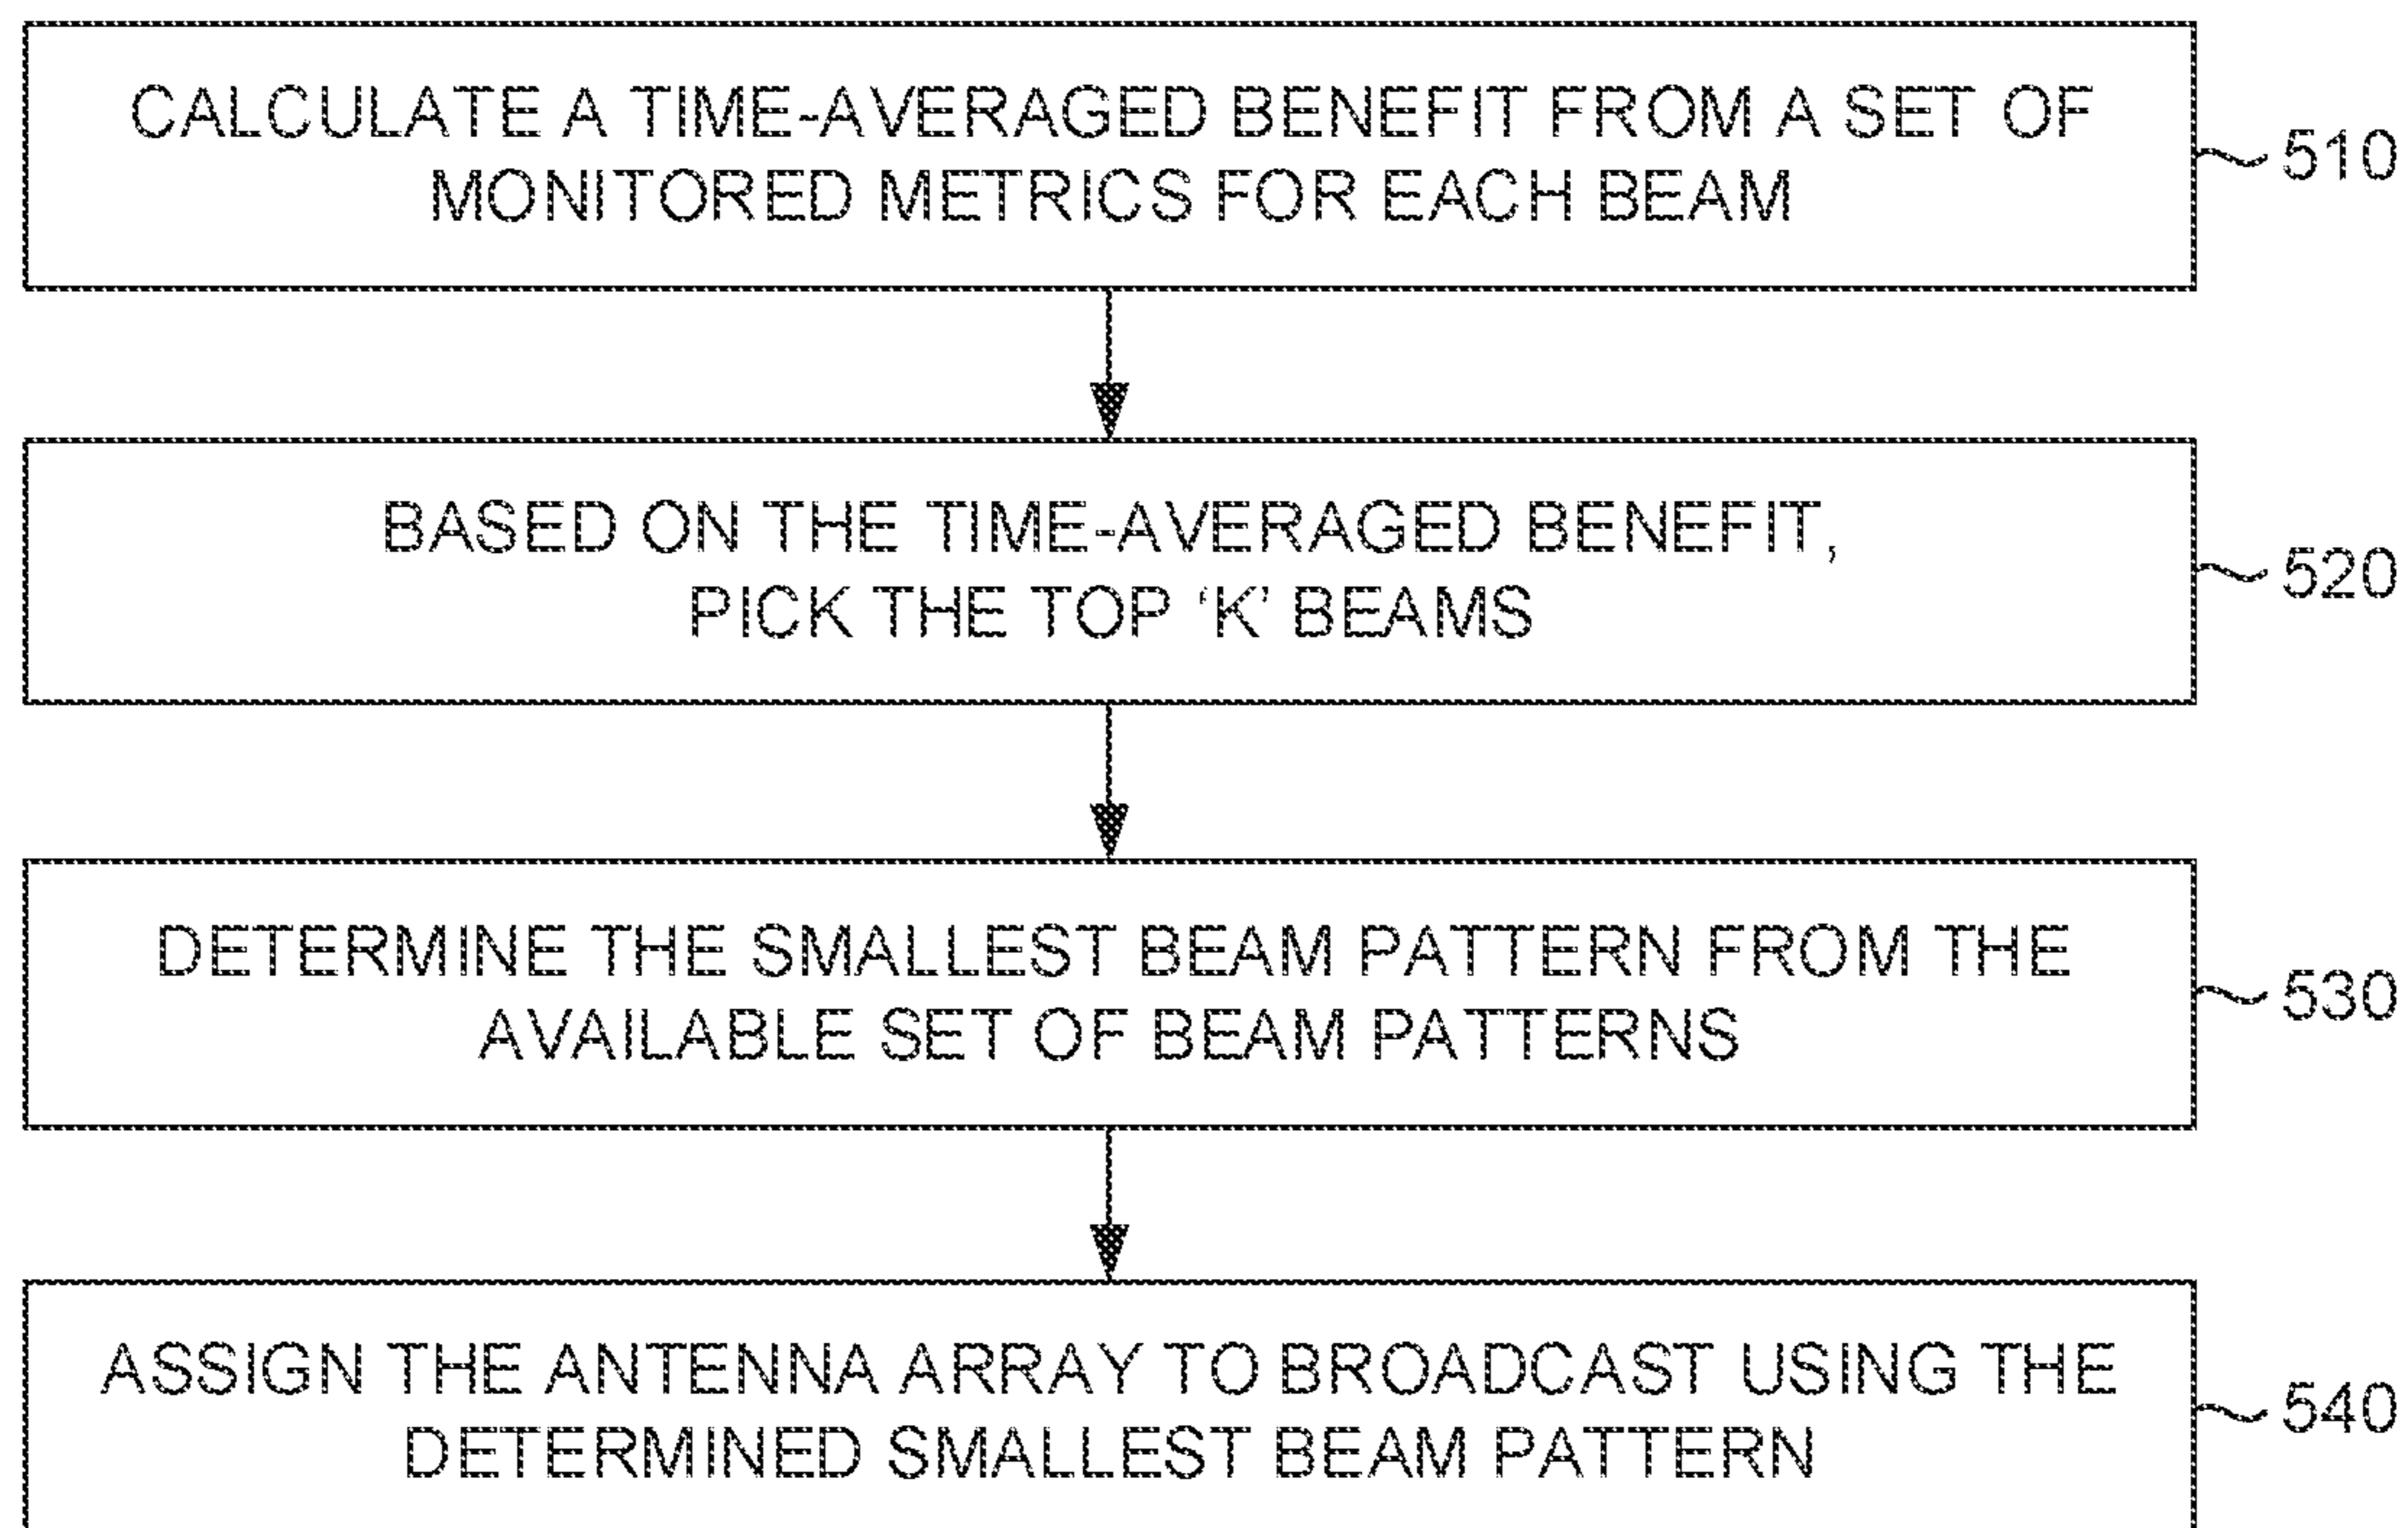 CALCULATE A TIME-AVERAGED BENEFIT FROM A SET OF
MONITORED METRICS FOR EACH BEAM
510
BASED ON THE TIME-AVERAGED BENEFIT,
PICK THE TOP ‘K’ BEAMS
520
DETERMINE THE SMALLEST BEAM PATTERN FROM THE
AVAILABLE SET OF BEAM PATTERNS
530
ASSIGN THE ANTENNA ARRAY TO BROADCAST USING THE
DETERMINED SMALLEST BEAM PATTERN
540